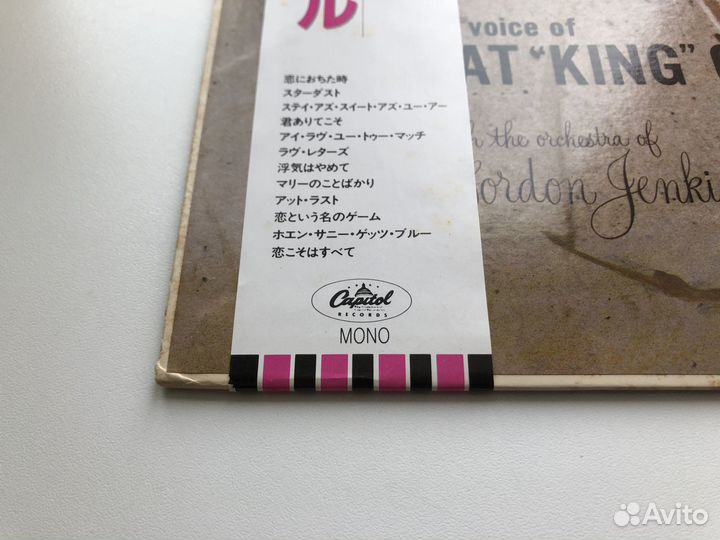 ル
恋におちた時
スターダスト
ステイ・アズ・スイート・アズ・ユー・アー
君ありてこそ
アイ・ラヴ・ユー・トゥー・マッチ
ラヴ・レターズ
浮気はやめて
マリーのことばかり
アット・ラスト
恋という名のゲーム
ホエン・サニー・ゲッツ・ブルー
恋こそはすべて
Capitol
RECORDS
MONO
voice of
AT "KING"
the orchestra of
Gordon Jenki
Avito